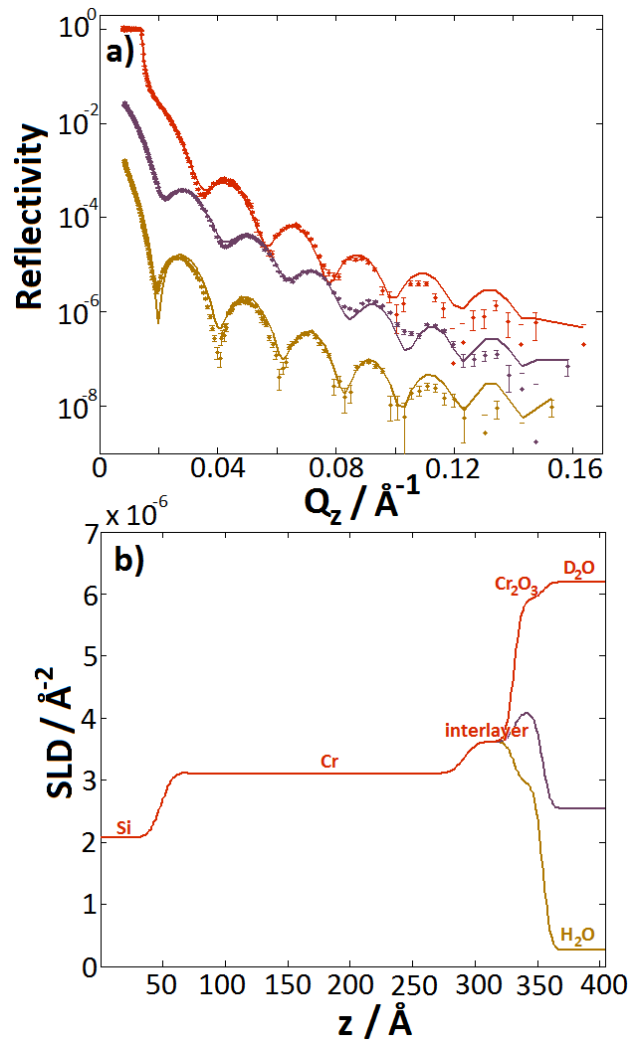 10⁰
a)
10⁻²
10⁻⁴
10⁻⁶
10⁻⁸
Reflectivity
0 0.04 0.08 0.12 0.16
Q_z / Å⁻¹
7 x 10⁻⁶
b)
D₂O
Cr₂O₃
6
5
4
interlayer
Cr
3
Si
2
1
H₂O
0
SLD / Å⁻²
50 100 150 200 250 300 350 400
z / Å